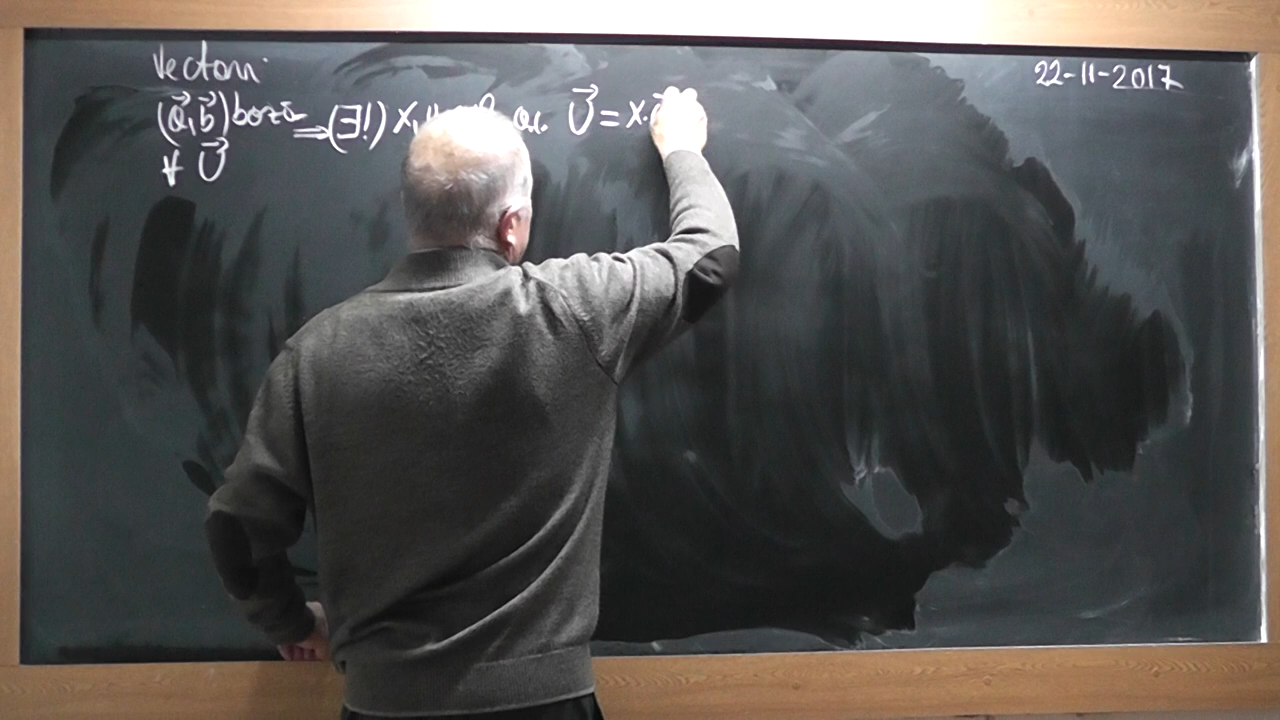 Vectori
22-11-2017
(a⃗,b⃗) bază ⇒ (∃!) x, a.î. U⃗ = x·
∀ U⃗